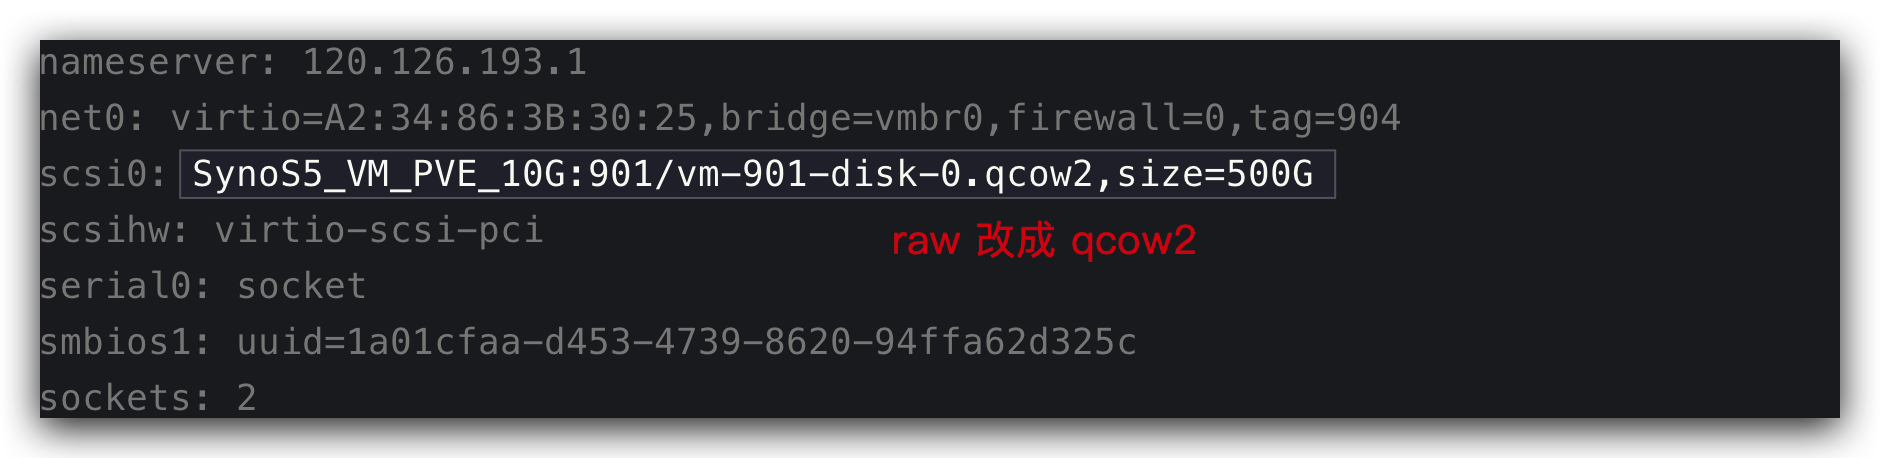 nameserver: 120.126.193.1
net0: virtio=A2:34:86:3B:30:25,bridge=vmbr0,firewall=0,tag=904
scsi0: SynoS5_VM_PVE_10G:901/vm-901-disk-0.qcow2,size=500G
scsihw: virtio-scsi-pci
raw 改成 qcow2
serial0: socket
smbios1: uuid=1a01cfaa-d453-4739-8620-94ffa62d325c
sockets: 2